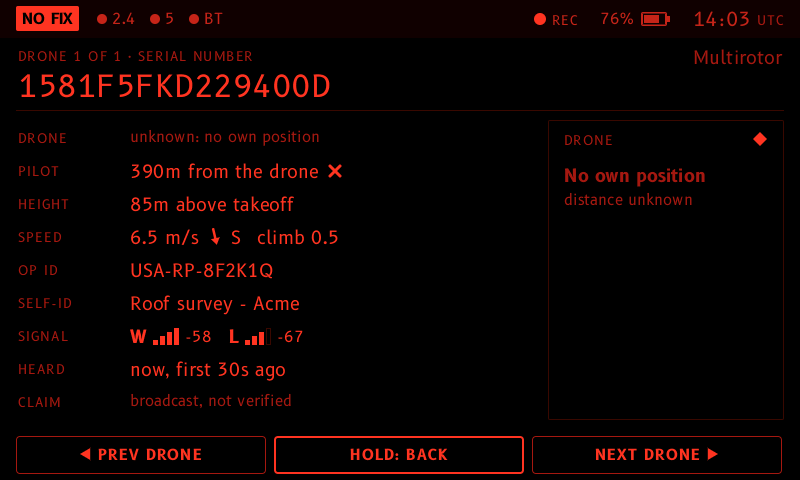 NO FIX 2.4 5 BT REC 76% 14:03 UTC
DRONE 1 OF 1 · SERIAL NUMBER Multirotor
1581F5FKD229400D
DRONE unknown: no own position
PILOT 390m from the drone ✕
HEIGHT 85m above takeoff
SPEED 6.5 m/s S climb 0.5
OP ID USA-RP-8F2K1Q
SELF-ID Roof survey - Acme
SIGNAL W -58 L -67
HEARD now, first 30s ago
CLAIM broadcast, not verified
DRONE
No own position
distance unknown
PREV DRONE HOLD: BACK NEXT DRONE